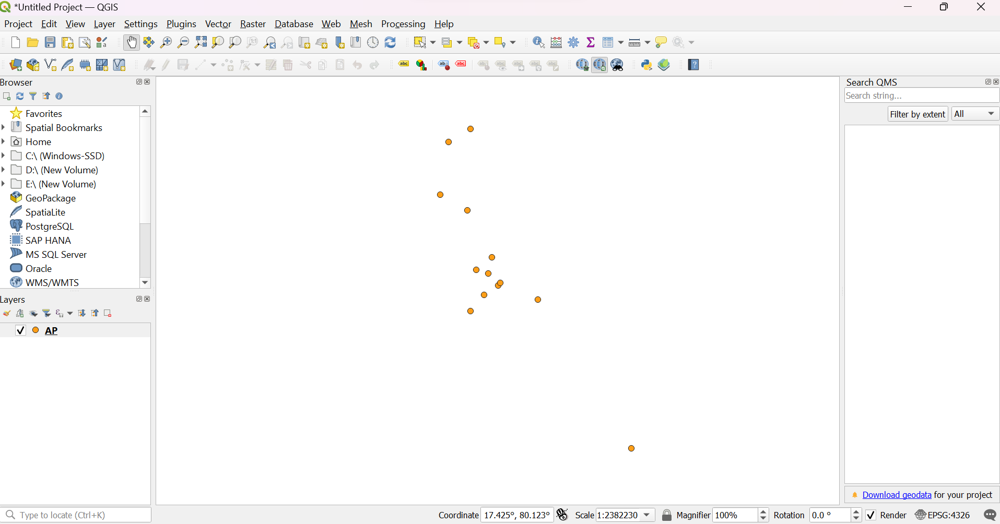 *Untitled Project — QGIS
Project Edit View Layer Settings Plugins Vector Raster Database Web Mesh Processing Help
Browser
Favorites
Spatial Bookmarks
Home
C:\ (Windows-SSD)
D:\ (New Volume)
E:\ (New Volume)
GeoPackage
SpatiaLite
PostgreSQL
SAP HANA
MS SQL Server
Oracle
WMS/WMTS
Layers
AP
Search QMS
Search string...
Filter by extent All
Download geodata for your project
Type to locate (Ctrl+K)
Coordinate 17.425°, 80.123° Scale 1:2382230 Magnifier 100% Rotation 0.0 ° Render EPSG:4326